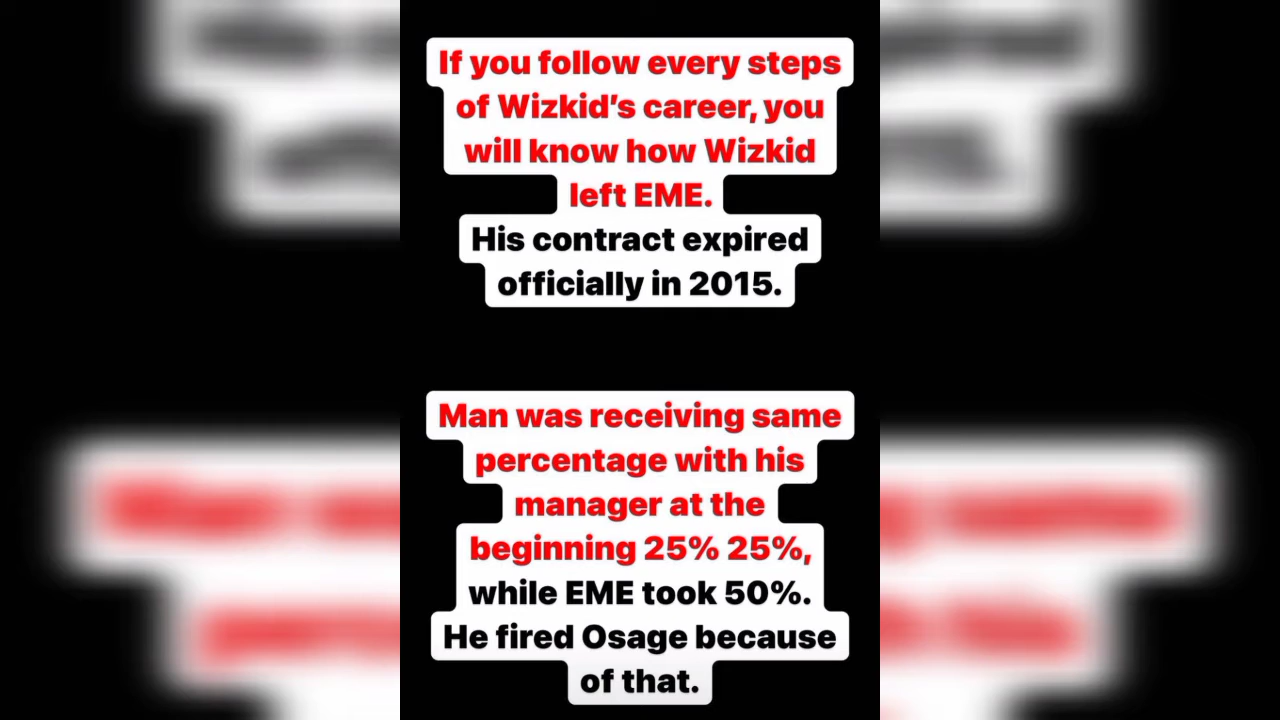 If you follow every steps
of Wizkid's career, you
will know how Wizkid
left EME.
His contract expired
officially in 2015.
Man was receiving same
percentage with his
manager at the
beginning 25% 25%,
while EME took 50%.
He fired Osage because
of that.